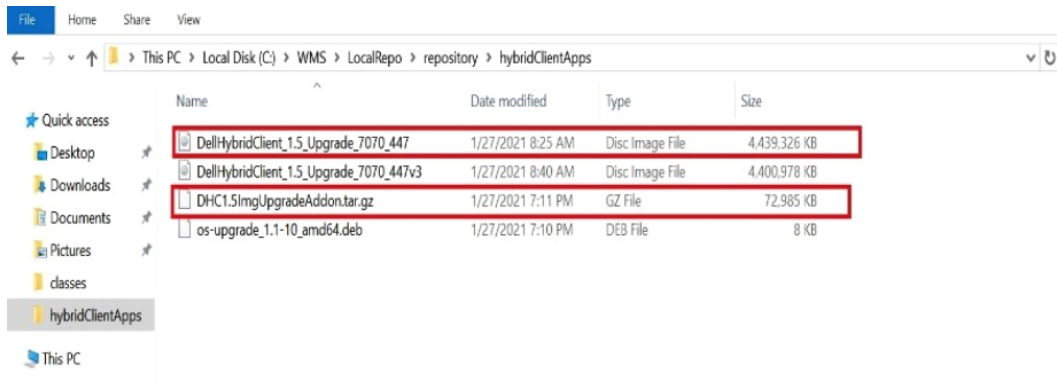 File Home Share View
This PC > Local Disk (C:) > WMS > LocalRepo > repository > hybridClientApps
Name Date modified Type Size
Quick access
Desktop
Downloads
Documents
Pictures
classes
hybridClientApps
This PC
DellHybridClient_1.5_Upgrade_7070_447 1/27/2021 8:25 AM Disc Image File 4,439,326 KB
DellHybridClient_1.5_Upgrade_7070_447v3 1/27/2021 8:40 AM Disc Image File 4,400,978 KB
DHC1.5ImgUpgradeAddon.tar.gz 1/27/2021 7:11 PM GZ File 72,985 KB
os-upgrade_1.1-10_amd64.deb 1/27/2021 7:10 PM DEB File 8 KB